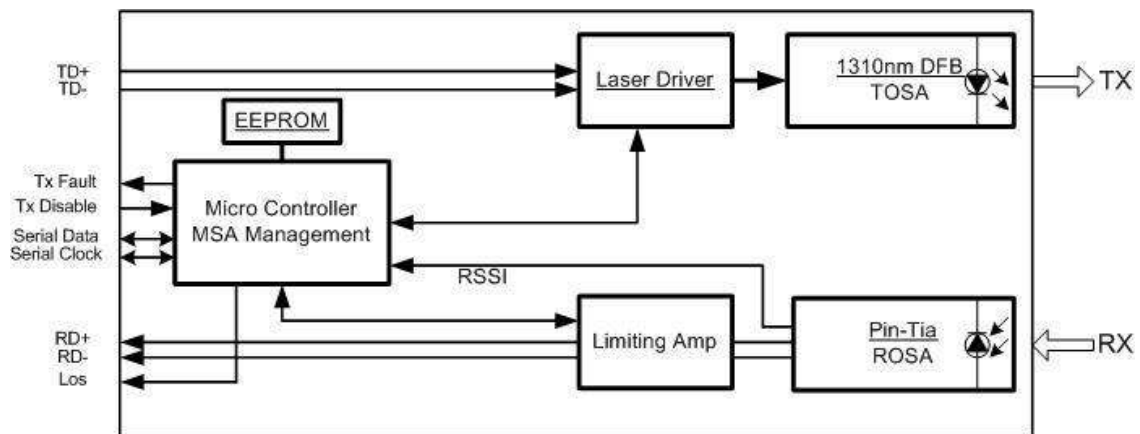 TD+
TD-
Laser Driver
1310nm DFB
TOSA
TX
EEPROM
Tx Fault
Tx Disable
Serial Data
Serial Clock
Micro Controller
MSA Management
RSSI
RD+
RD-
Los
Limiting Amp
Pin-Tia
ROSA
RX